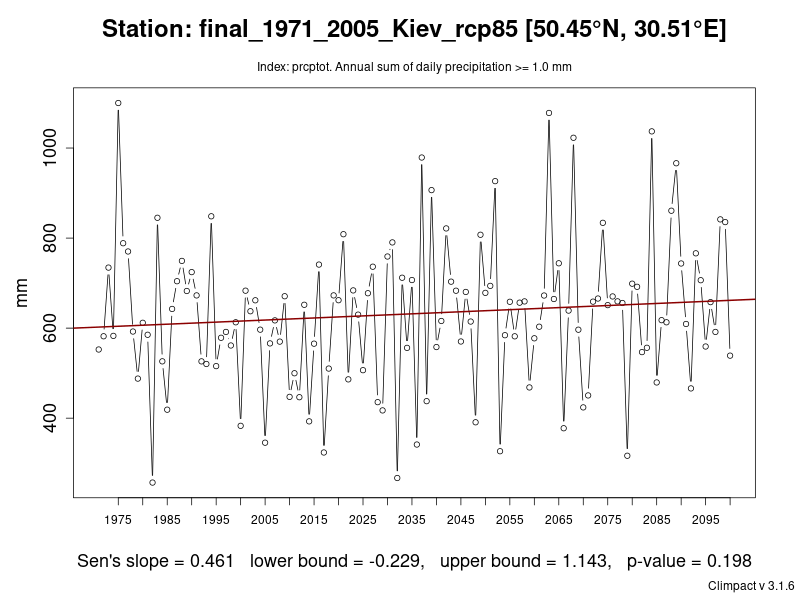 Station: final_1971_2005_Kiev_rcp85 [50.45°N, 30.51°E]
Index: prcptot. Annual sum of daily precipitation >= 1.0 mm
1000
800
600
400
mm
1975 1985 1995 2005 2015 2025 2035 2045 2055 2065 2075 2085 2095
Sen's slope = 0.461 lower bound = -0.229, upper bound = 1.143, p-value = 0.198
Climpact v 3.1.6